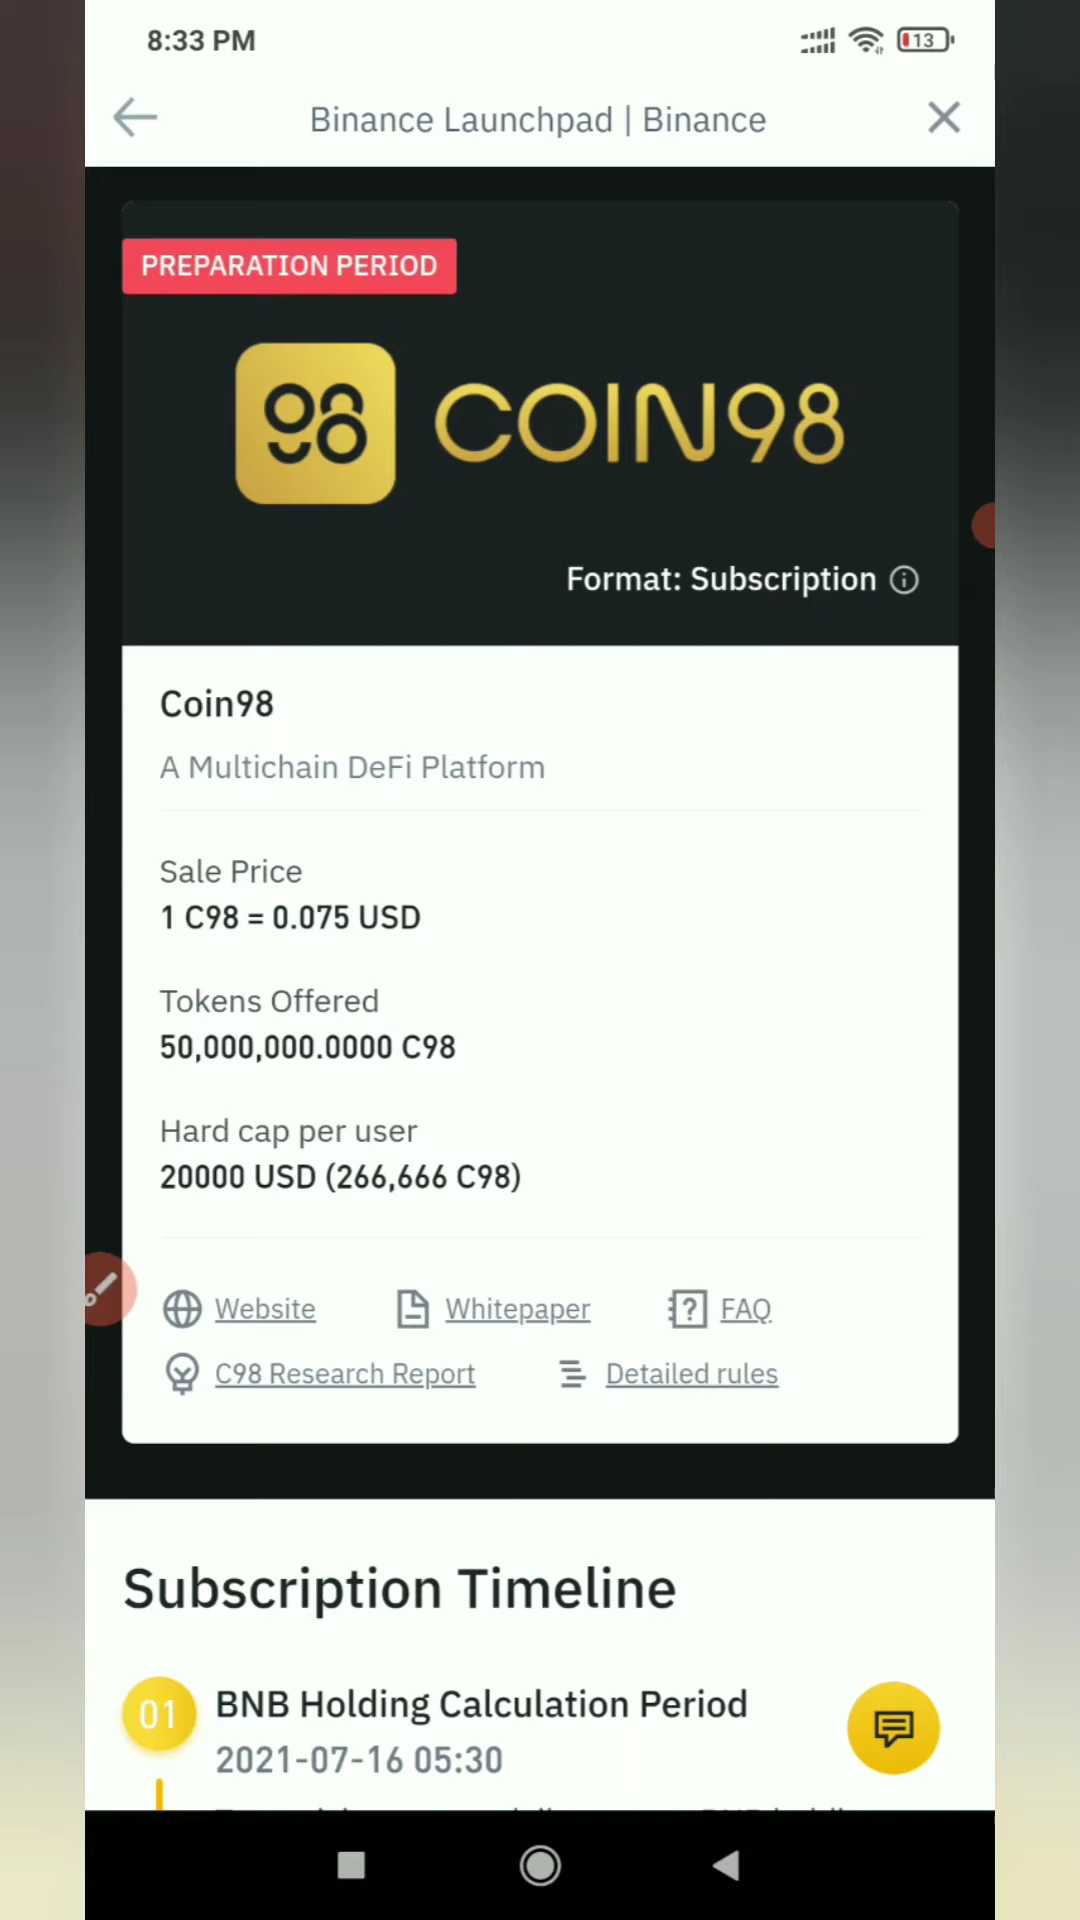 8:33 PM
13
Binance Launchpad | Binance
PREPARATION PERIOD
98 COIN98
Format: Subscription
Coin98
A Multichain DeFi Platform
Sale Price
1 C98 = 0.075 USD
Tokens Offered
50,000,000.0000 C98
Hard cap per user
20000 USD (266,666 C98)
Website Whitepaper FAQ
C98 Research Report Detailed rules
Subscription Timeline
01 BNB Holding Calculation Period
2021-07-16 05:30